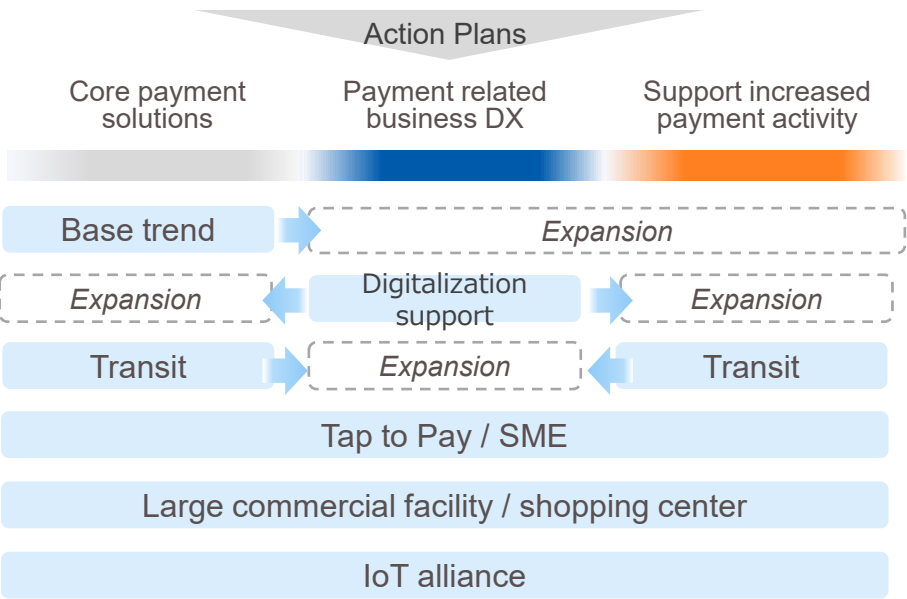 Action Plans
Core payment
solutions
Payment related
business DX
Support increased
payment activity
Base trend
Expansion
Expansion
Digitalization
support
Expansion
Transit
Expansion
Transit
Tap to Pay / SME
Large commercial facility / shopping center
IoT alliance